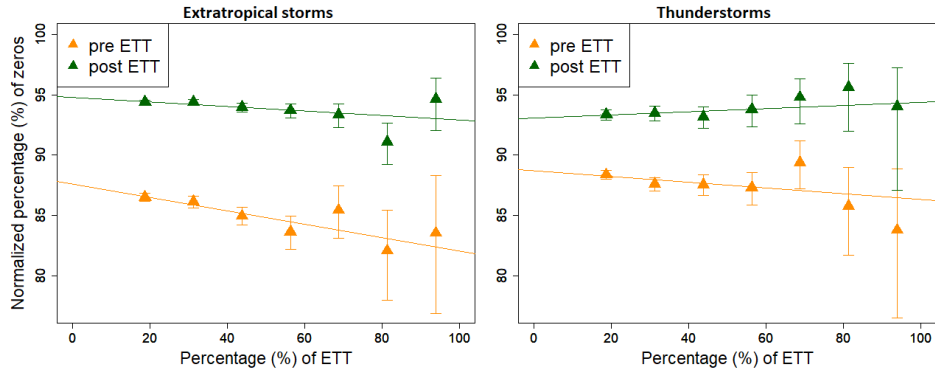 Extratropical storms
Thunderstorms
Normalized percentage (%) of zeros
100
95
90
85
80
pre ETT
post ETT
0 20 40 60 80 100
Percentage (%) of ETT
100
95
90
85
80
pre ETT
post ETT
0 20 40 60 80 100
Percentage (%) of ETT